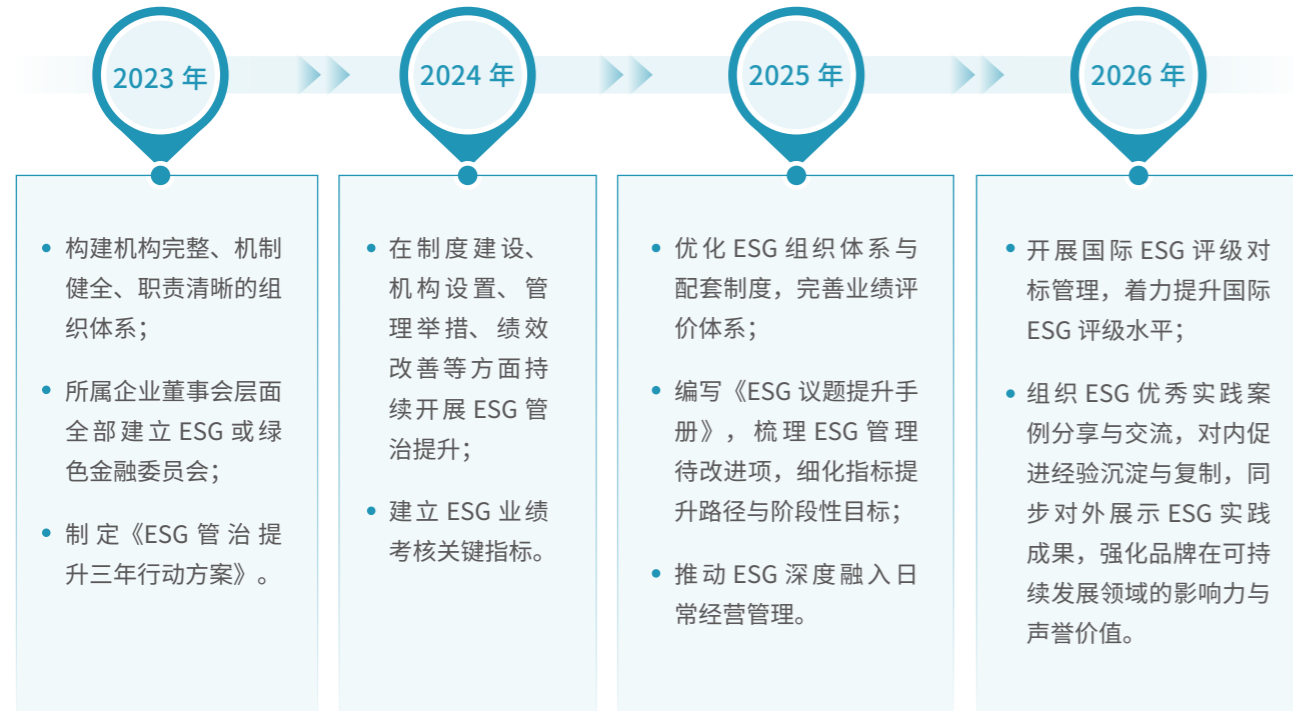 2023 年
2024 年
2025 年
2026 年
构建机构完整、机制
健全、职责清晰的组
织体系；
所属企业董事会层面
全部建立 ESG 或绿
色金融委员会；
制定《ESG 管治提
升三年行动方案》。
在制度建设、
机构设置、管
理举措、绩效
改善等方面持
续开展 ESG 管
治提升；
建立 ESG 业绩
考核关键指标。
优化 ESG 组织体系与
配套制度，完善业绩评
价体系；
编写《ESG 议题提升手
册》，梳理 ESG 管理
待改进项，细化指标提
升路径与阶段性目标；
推动 ESG 深度融入日
常经营管理。
开展国际 ESG 评级对
标管理，着力提升国际
ESG 评级水平；
组织 ESG 优秀实践案
例分享与交流，对内促
进经验沉淀与复制，同
步对外展示 ESG 实践
成果，强化品牌在可持
续发展领域的影响力与
声誉价值。